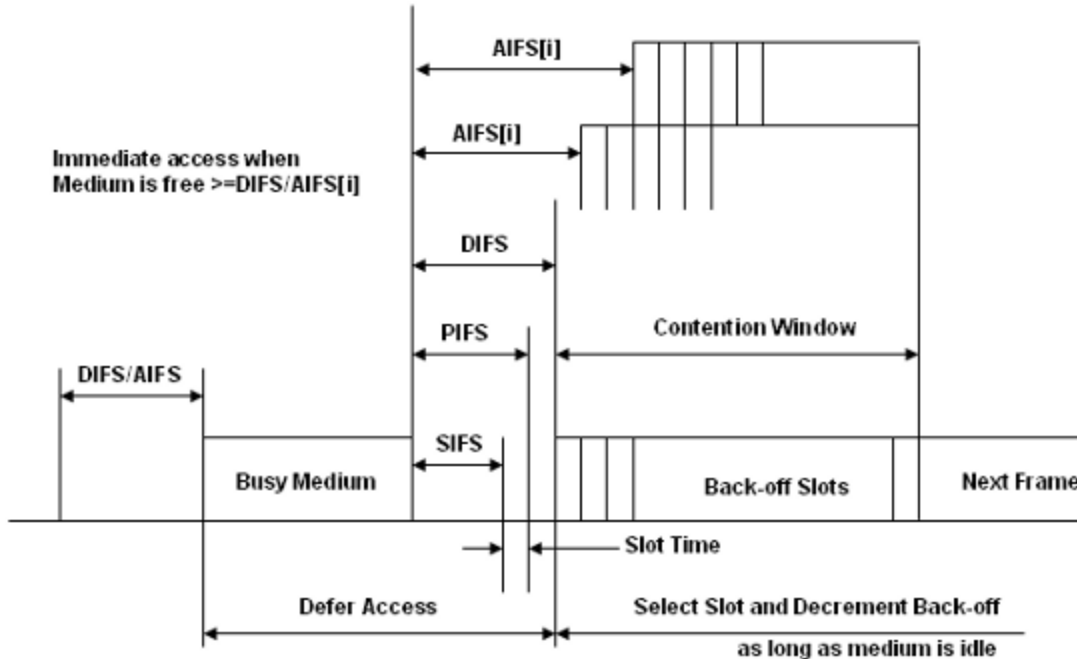 AIFS[i]
AIFS[i]
Immediate access when
Medium is free >=DIFS/AIFS[i]
DIFS
Contention Window
PIFS
DIFS/AIFS
SIFS
Busy Medium
Back-off Slots
Next Frame
Slot Time
Defer Access
Select Slot and Decrement Back-off
as long as medium is idle